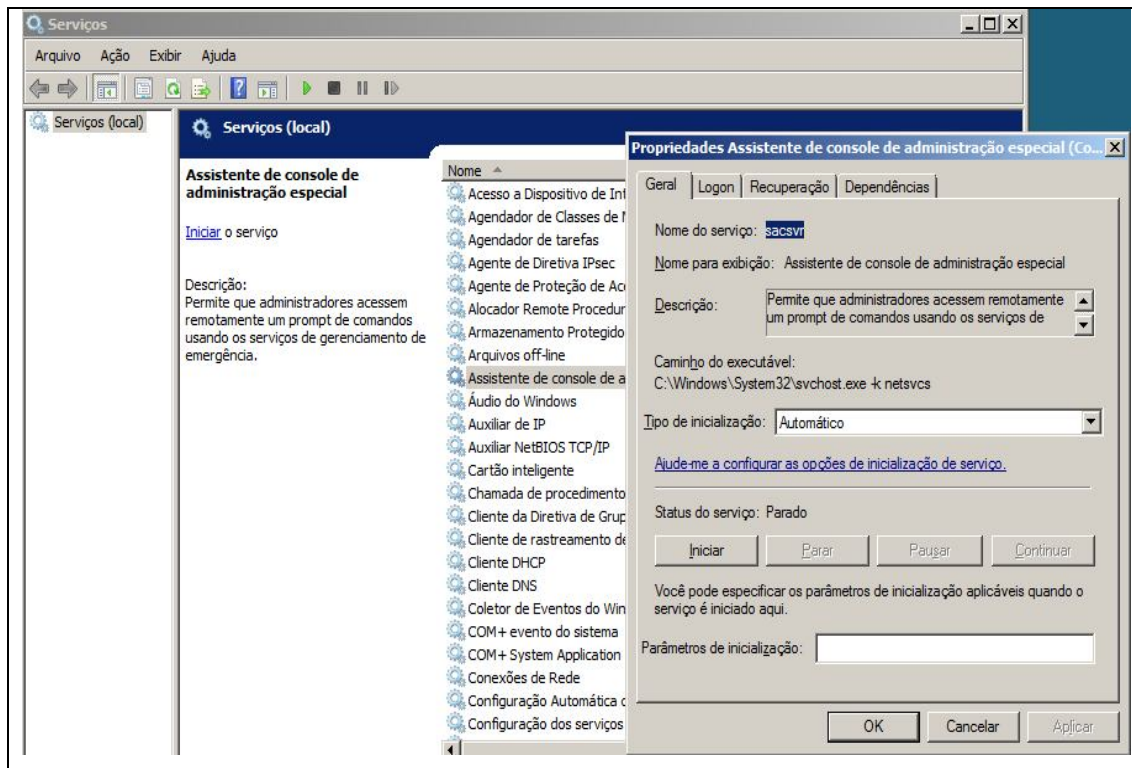 Serviços
Arquivo Ação Exibir Ajuda
Serviços (local)
Serviços (local)
Assistente de console de
administração especial
Iniciar o serviço
Descrição:
Permite que administradores acessem
remotamente um prompt de comandos
usando os serviços de gerenciamento de
emergência.
Nome
Acesso a Dispositivo de Int
Agendador de Classes de M
Agendador de tarefas
Agente de Diretiva IPsec
Agente de Proteção de Ac
Alocador Remote Procedur
Armazenamento Protegido
Arquivos off-line
Assistente de console de a
Áudio do Windows
Auxiliar de IP
Auxiliar NetBIOS TCP/IP
Cartão inteligente
Chamada de procedimento
Cliente da Diretiva de Grup
Cliente de rastreamento de
Cliente DHCP
Cliente DNS
Coletor de Eventos do Win
COM+ evento do sistema
COM+ System Application
Conexões de Rede
Configuração Automática c
Configuração dos serviços
Propriedades Assistente de console de administração especial (Co...
Geral Logon Recuperação Dependências
Nome do serviço: sacsvr
Nome para exibição: Assistente de console de administração especial
Descrição: Permite que administradores acessem remotamente
um prompt de comandos usando os serviços de
Caminho do executável:
C:\Windows\System32\svchost.exe -k netsvcs
Tipo de inicialização: Automático
Ajude-me a configurar as opções de inicialização de serviço.
Status do serviço: Parado
Iniciar Parar Pausar Continuar
Você pode especificar os parâmetros de inicialização aplicáveis quando o
serviço é iniciado aqui.
Parâmetros de inicialização:
OK Cancelar Aplicar